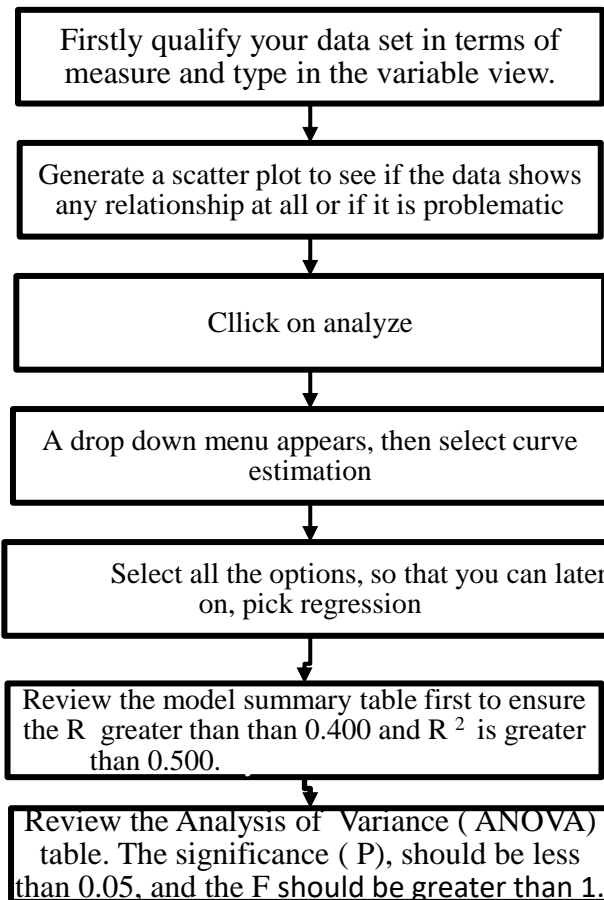 Firstly qualify your data set in terms of
measure and type in the variable view.
Generate a scatter plot to see if the data shows
any relationship at all or if it is problematic
Cllick on analyze
A drop down menu appears, then select curve
estimation
Select all the options, so that you can later
on, pick regression
Review the model summary table first to ensure
the R greater than than 0.400 and R ² is greater
than 0.500.
Review the Analysis of Variance ( ANOVA)
table. The significance ( P), should be less
than 0.05, and the F should be greater than 1.